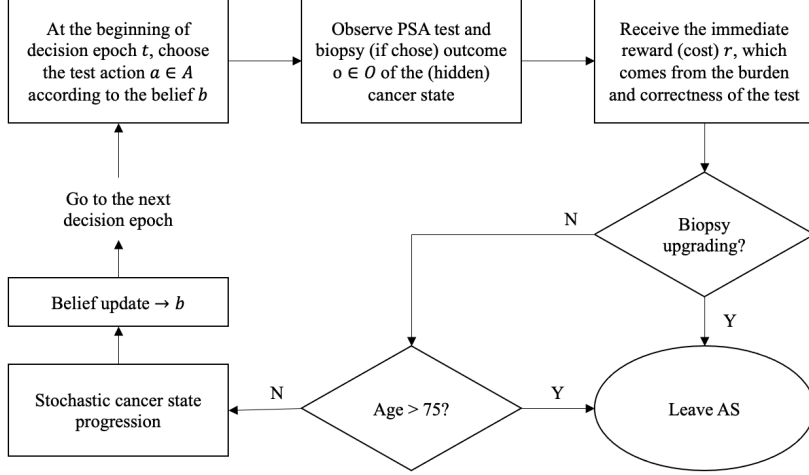 At the beginning of
decision epoch t, choose
the test action a ∈ A
according to the belief b
Observe PSA test and
biopsy (if chose) outcome
o ∈ O of the (hidden)
cancer state
Receive the immediate
reward (cost) r, which
comes from the burden
and correctness of the test
Biopsy
upgrading?
N
Y
Age > 75?
Y
Leave AS
N
Stochastic cancer state
progression
Belief update → b
Go to the next
decision epoch